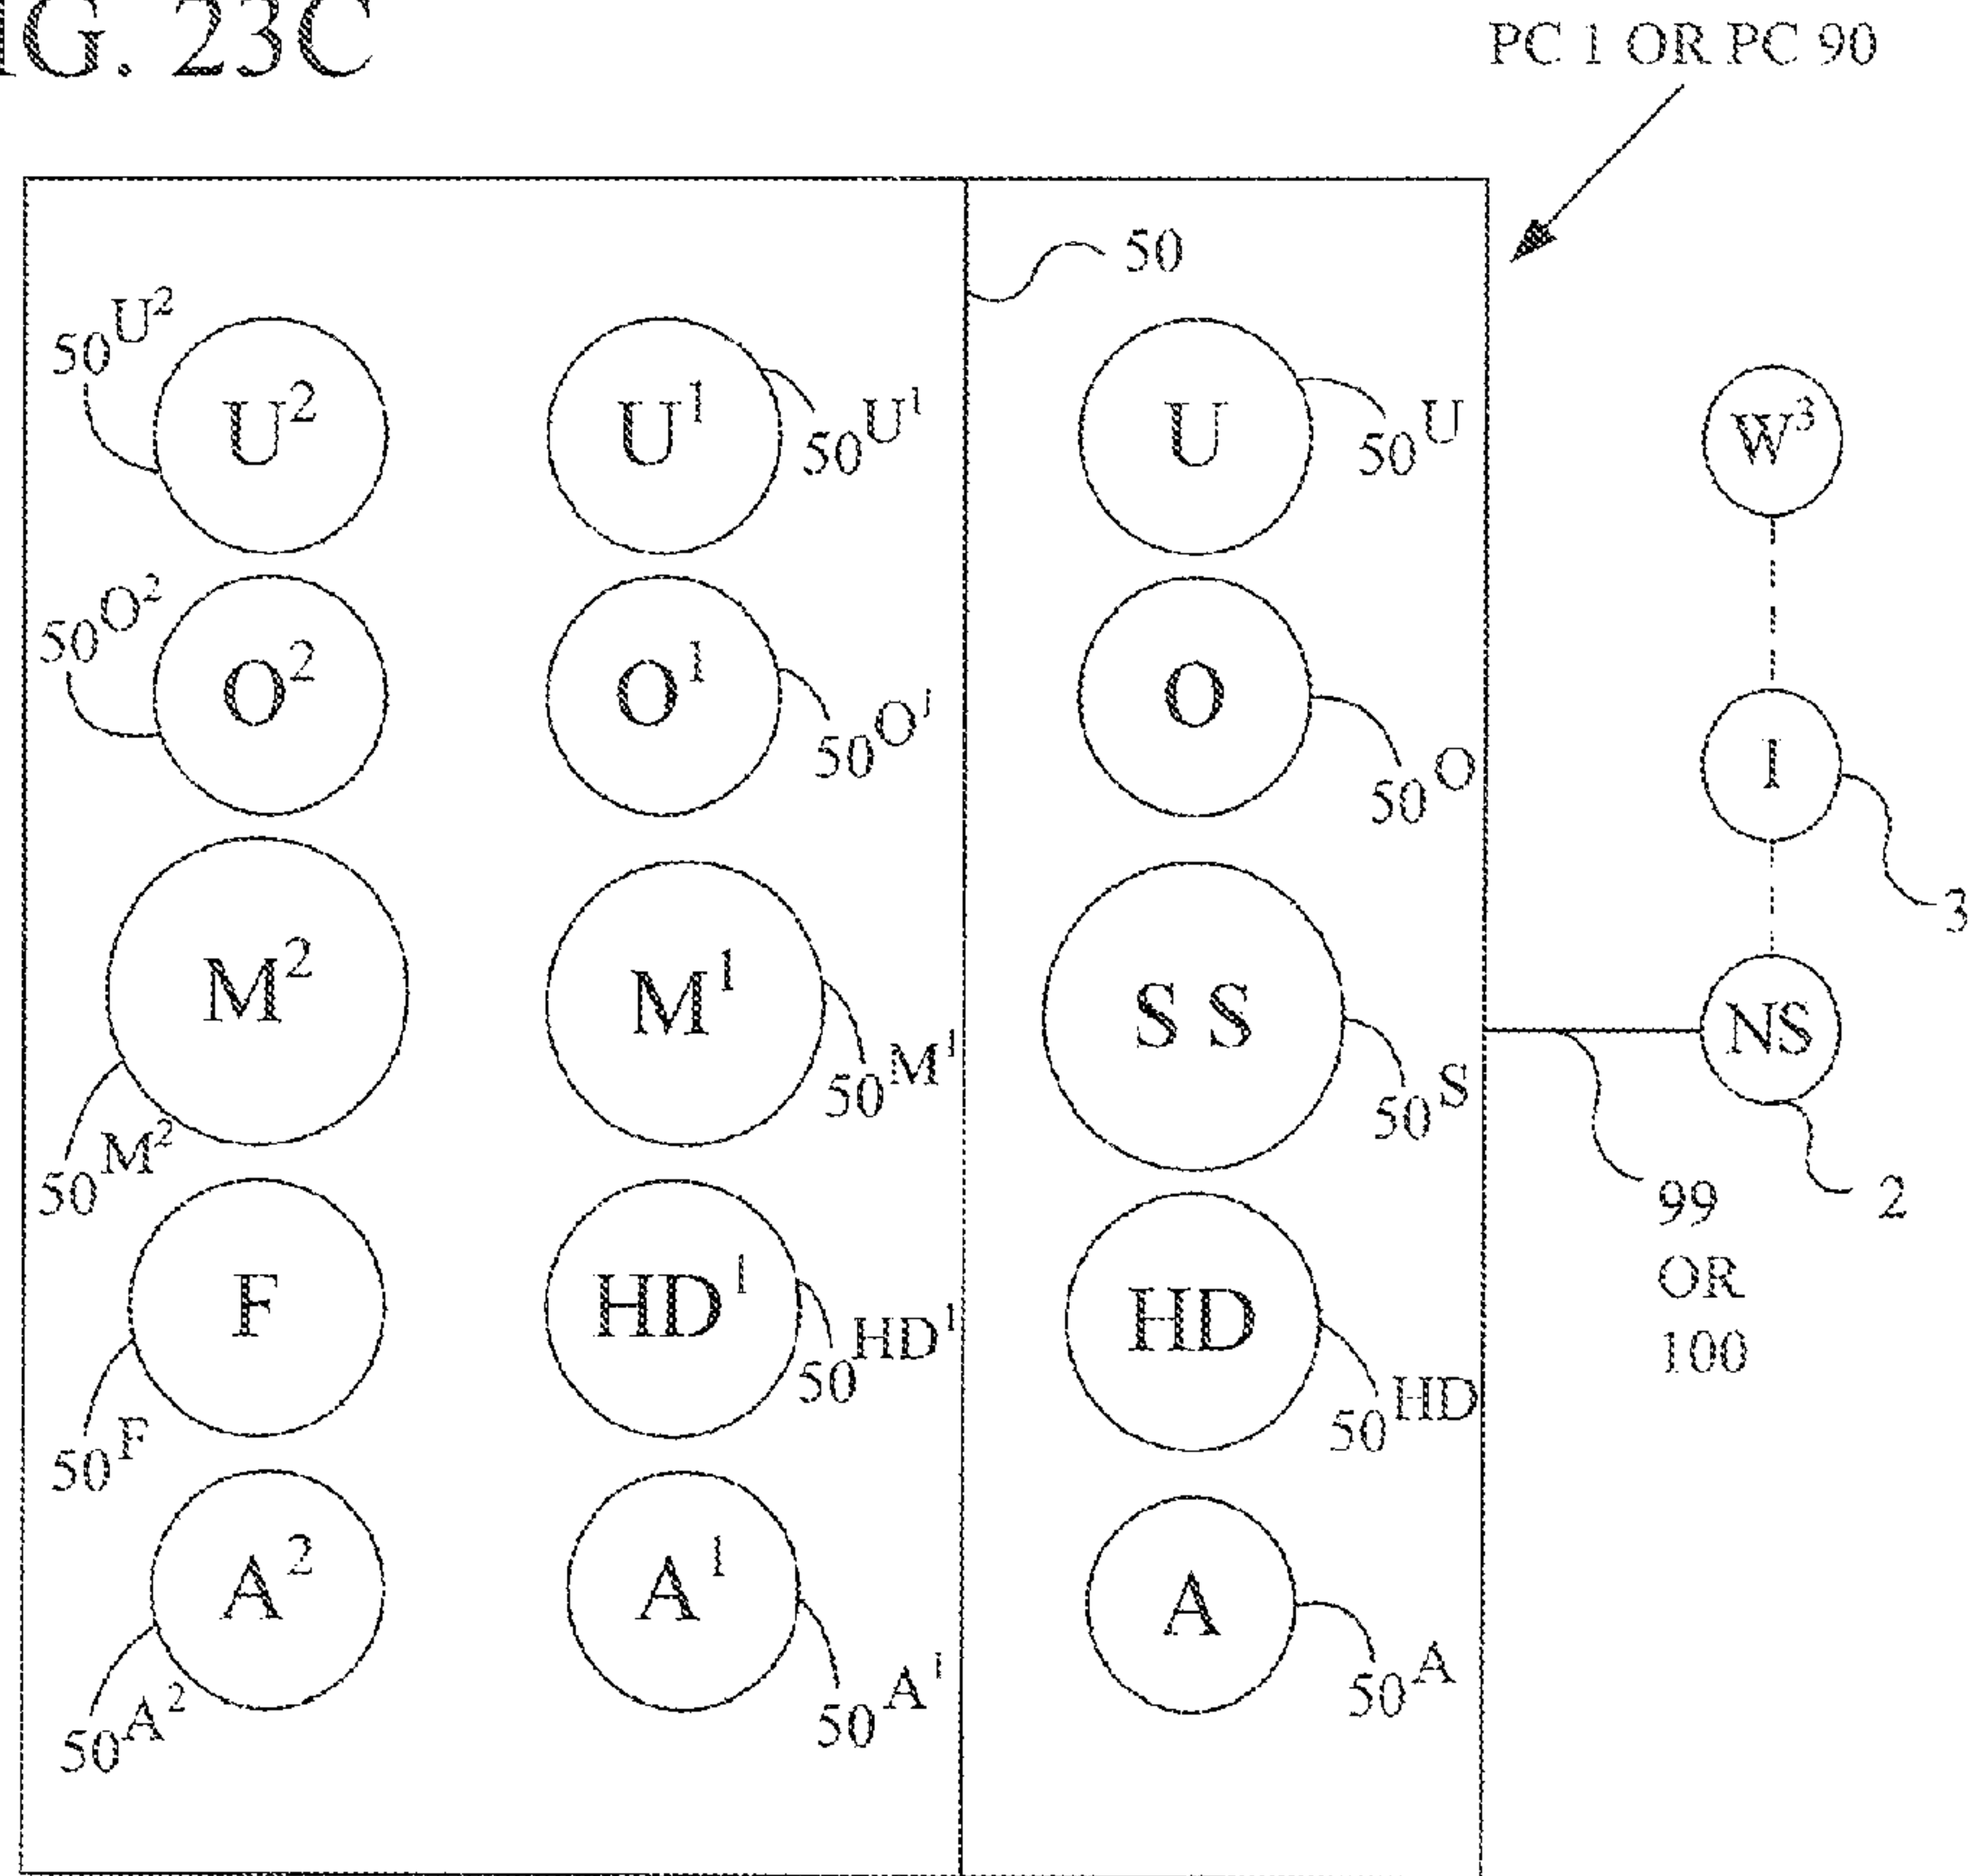 IG. 23C
PC 1 OR PC 90
50
50U²
U²
U¹
50U¹
U
50U
W³
50O²
O²
O¹
50O¹
O
50O
I
3
M²
50M²
M¹
50M¹
S S
50S
NS
2
99
OR
100
F
50F
HD¹
50HD¹
HD
50HD
A²
50A²
A¹
50A¹
A
50A